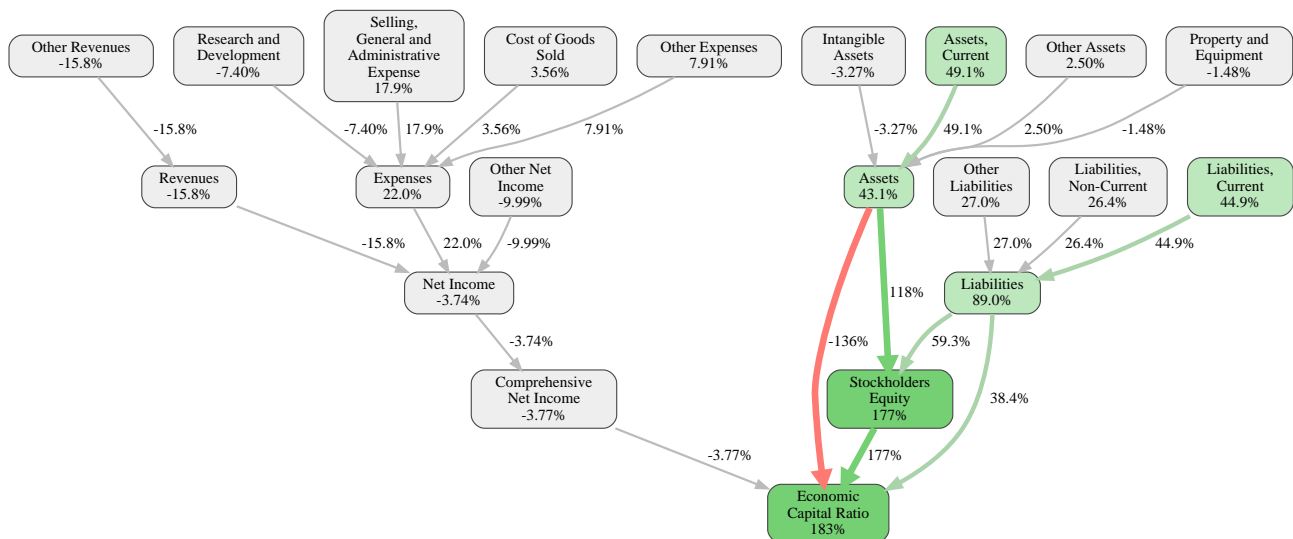 Other Revenues
-15.8%
Research and
Development
-7.40%
Selling,
General and
Administrative
Expense
17.9%
Cost of Goods
Sold
3.56%
Other Expenses
7.91%
Intangible
Assets
-3.27%
Assets,
Current
49.1%
Other Assets
2.50%
Property and
Equipment
-1.48%
-15.8%
-7.40%
17.9%
3.56%
7.91%
-3.27%
49.1%
2.50%
-1.48%
Revenues
-15.8%
Expenses
22.0%
Other Net
Income
-9.99%
Assets
43.1%
Other
Liabilities
27.0%
Liabilities,
Non-Current
26.4%
Liabilities,
Current
44.9%
-15.8%
22.0%
-9.99%
27.0%
26.4%
44.9%
Net Income
-3.74%
118%
Liabilities
89.0%
-3.74%
-136%
59.3%
Comprehensive
Net Income
-3.77%
Stockholders
Equity
177%
38.4%
-3.77%
177%
Economic
Capital Ratio
183%